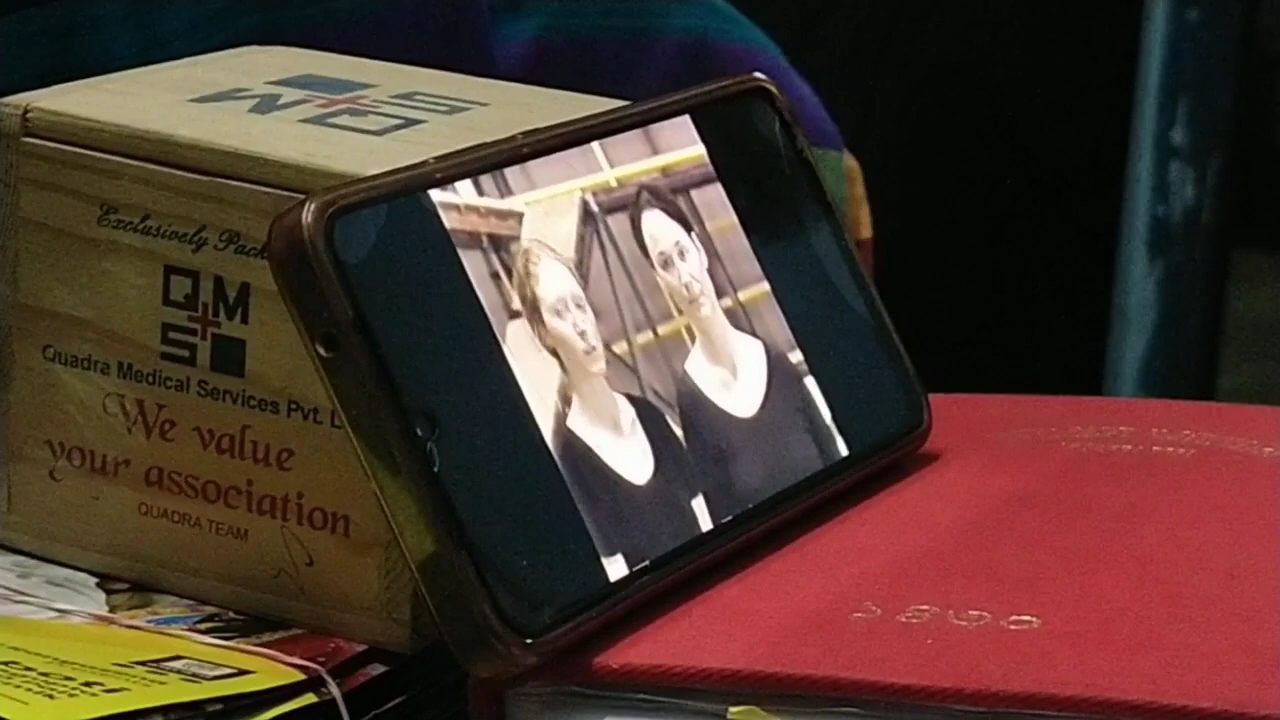 QMS
Exclusively Pack
QMS
Quadra Medical Services Pvt. L
We value
your association
QUADRA TEAM